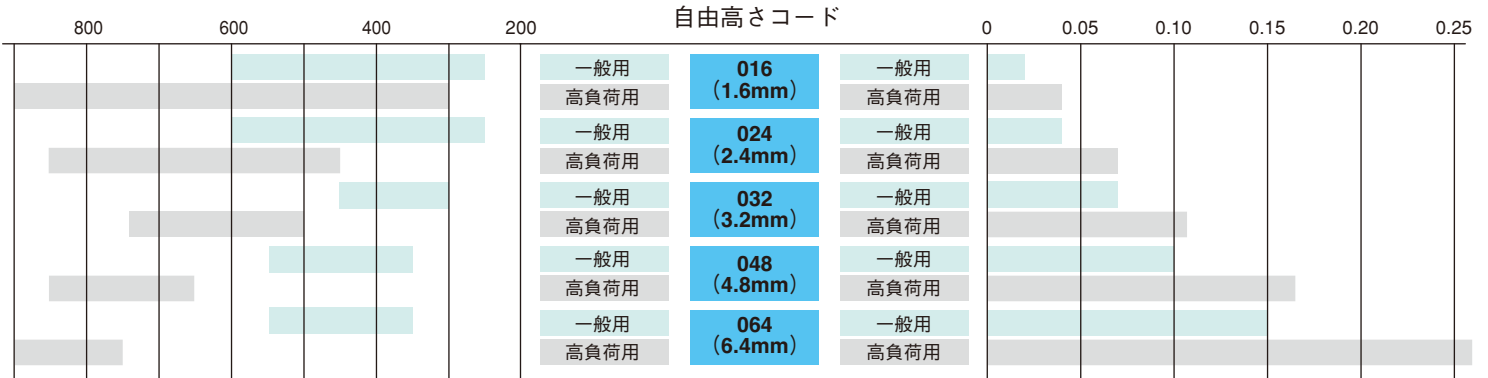 自由高さコード
800 600 400 200 0 0.05 0.10 0.15 0.20 0.25
一般用 016 一般用
高負荷用 （1.6mm） 高負荷用
一般用 024 一般用
高負荷用 （2.4mm） 高負荷用
一般用 032 一般用
高負荷用 （3.2mm） 高負荷用
一般用 048 一般用
高負荷用 （4.8mm） 高負荷用
一般用 064 一般用
高負荷用 （6.4mm） 高負荷用